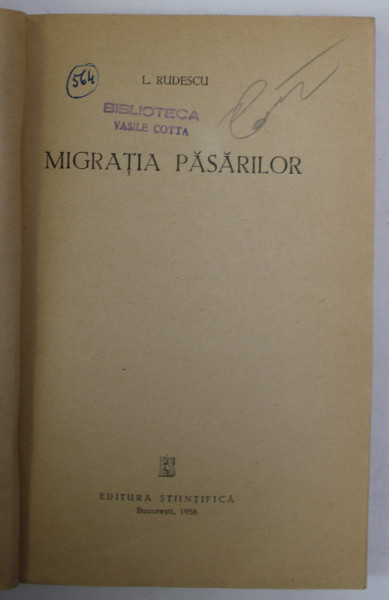 564
L. RUDESCU
BIBLIOTECA
VASILE COTTA
MIGRAȚIA PĂSĂRILOR
EDITURA ȘTIINȚIFICĂ
București, 1958